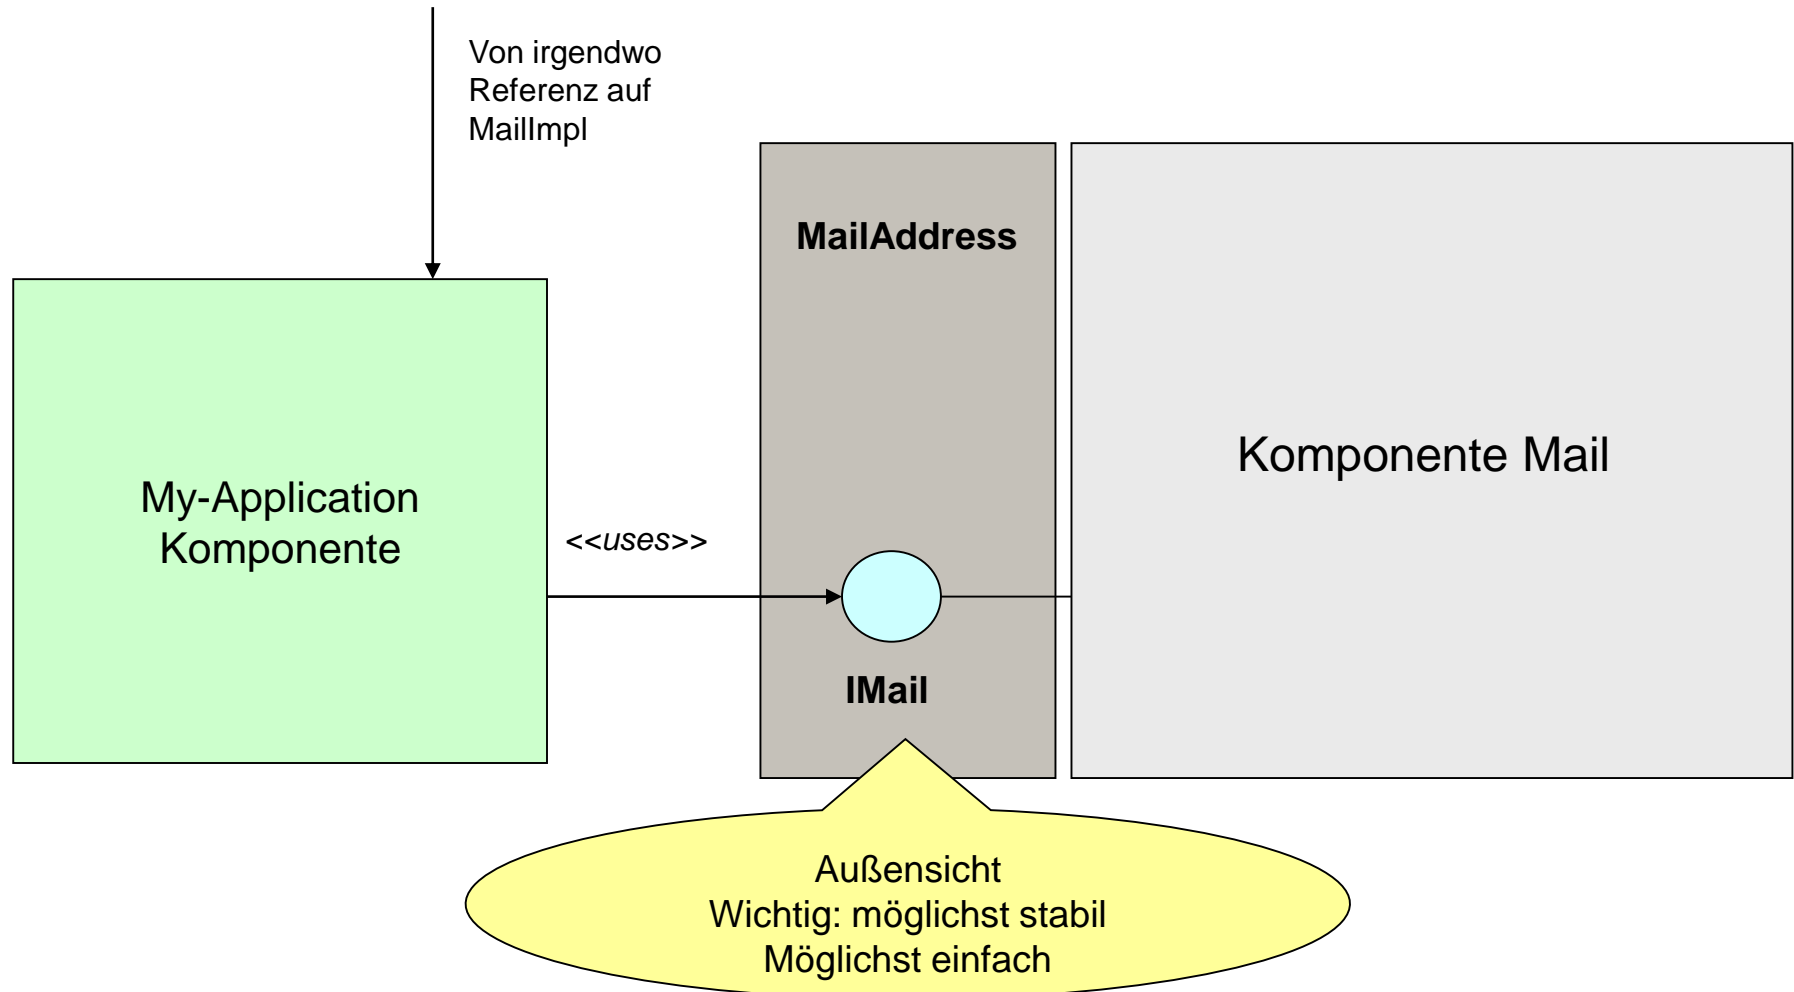 Von irgendwo
Referenz auf
MailImpl
MailAddress
My-Application
Komponente
<<uses>>
IMail
Komponente Mail
Außensicht
Wichtig: möglichst stabil
Möglichst einfach